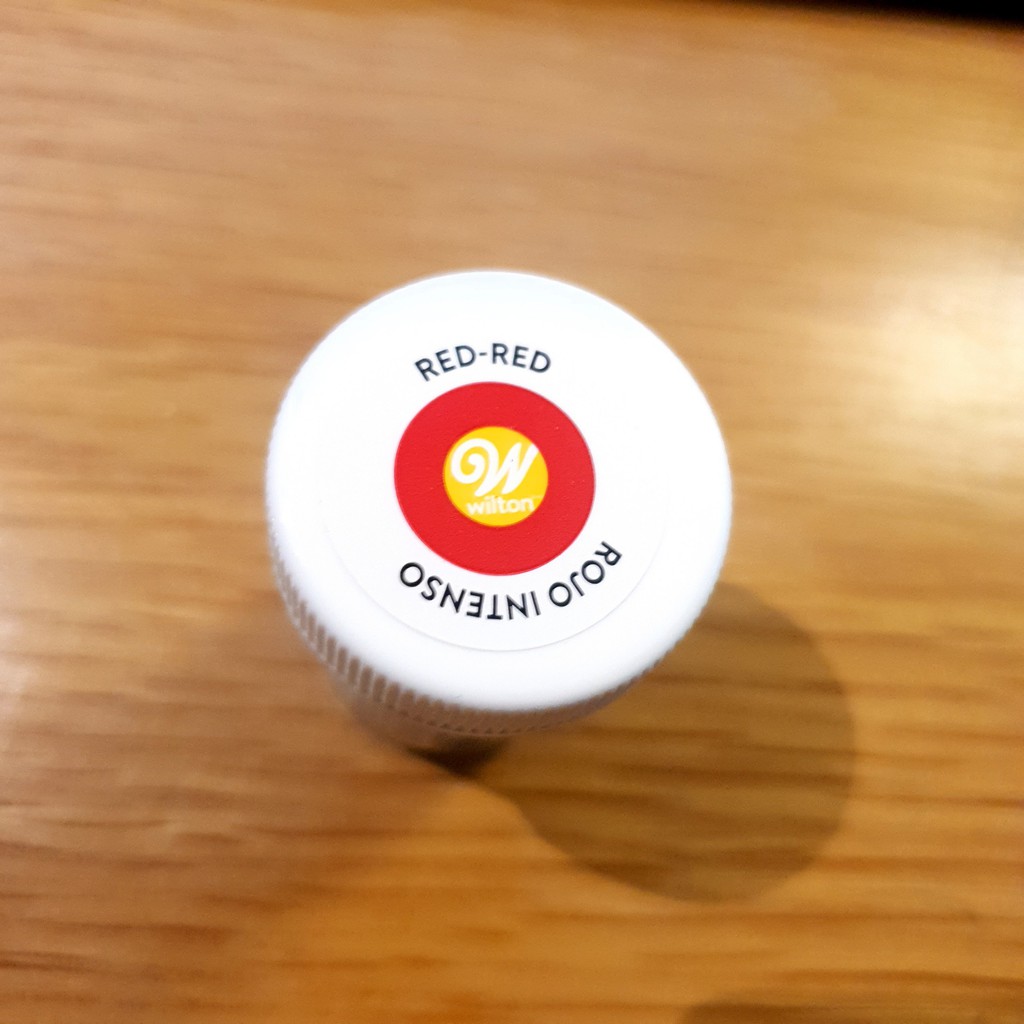 RED-RED
W
wilton
ROJO INTENSO